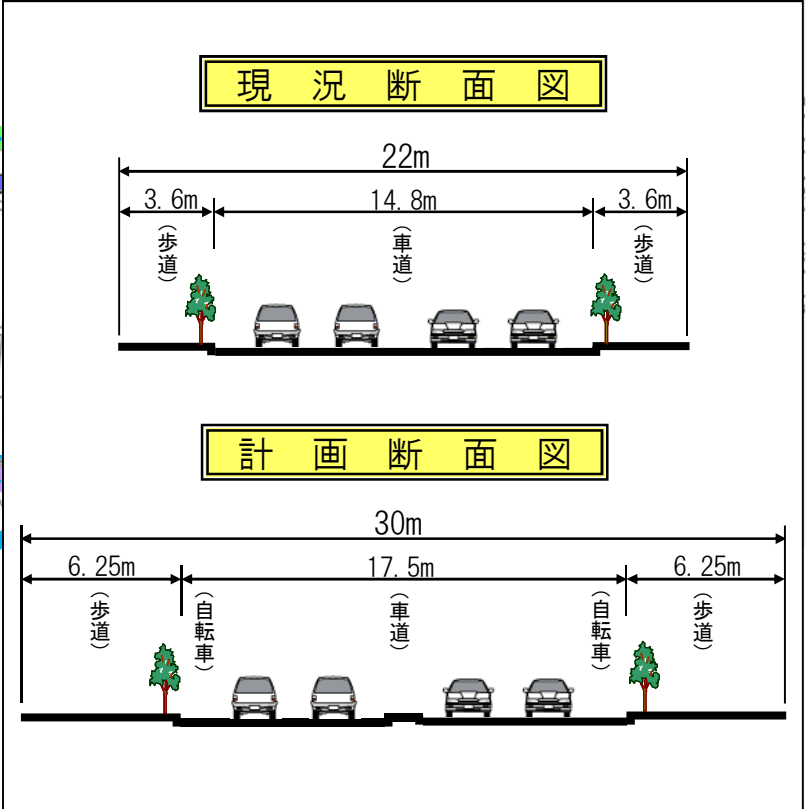 現況断面図
22m
3.6m 14.8m 3.6m
(歩道) (車道) (歩道)
計画断面図
30m
6.25m 17.5m 6.25m
(歩道) (自転車) (車道) (自転車) (歩道)